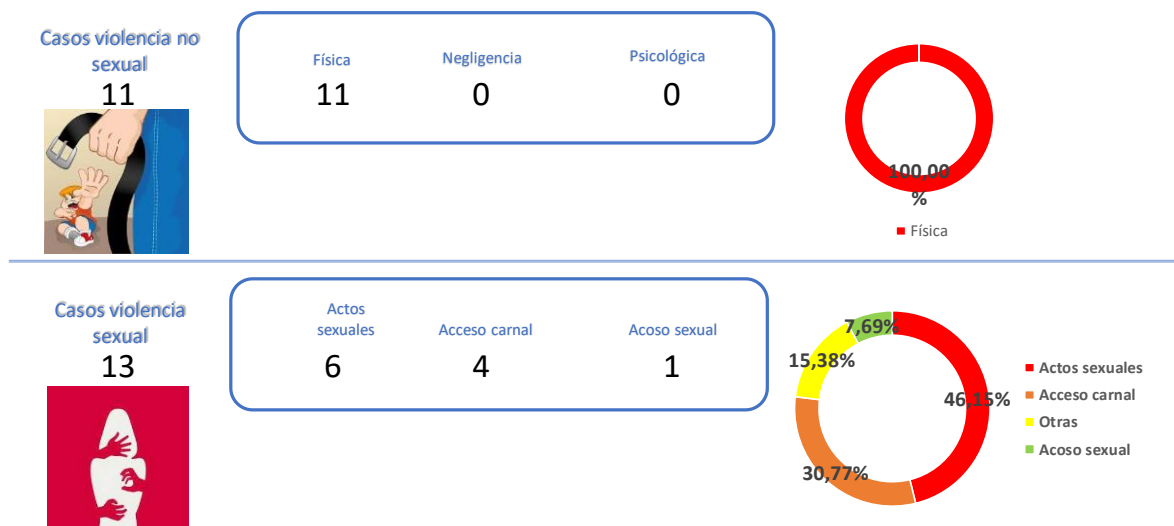 Casos violencia no
sexual
11
Física
11
Negligencia
0
Psicológica
0
100,00
%
Física
Casos violencia
sexual
13
Actos
sexuales
6
Acceso carnal
4
Acoso sexual
1
7,69%
15,38%
46,15%
30,77%
Actos sexuales
Acceso carnal
Otras
Acoso sexual